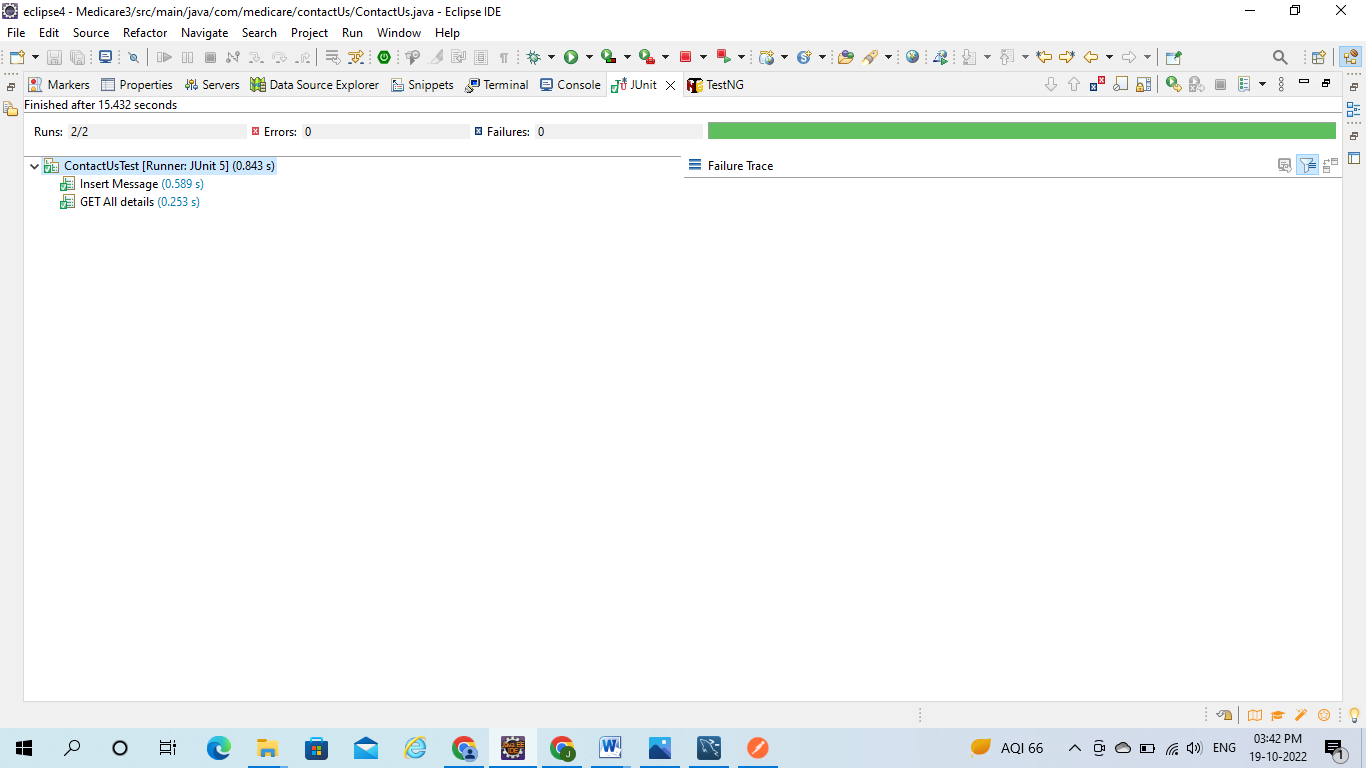 eclipse4 - Medicare3/src/main/java/com/medicare/contactUs/ContactUs.java - Eclipse IDE
File Edit Source Refactor Navigate Search Project Run Window Help
Markers Properties Servers Data Source Explorer Snippets Terminal Console JUnit TestNG
Finished after 15.432 seconds
Runs: 2/2 Errors: 0 Failures: 0
ContactUsTest [Runner: JUnit 5] (0.843 s) Failure Trace
Insert Message (0.589 s)
GET All details (0.253 s)
AQI 66 ENG 03:42 PM
19-10-2022 1